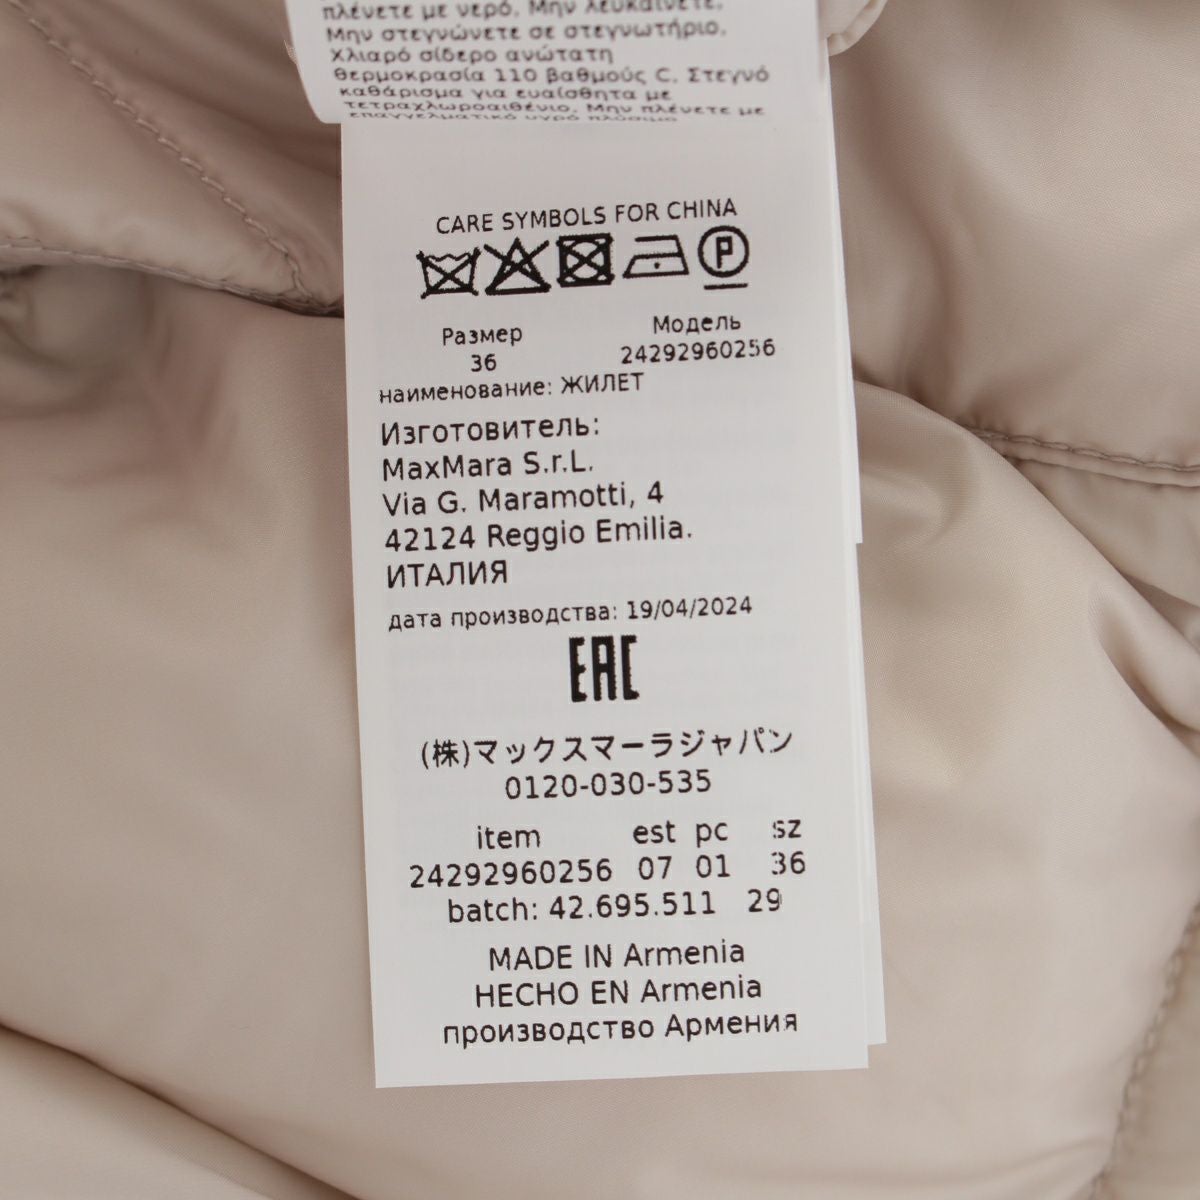 πλένετε με νερό. Μην λευκαίνετε.
Μην στεγνώνετε σε στεγνωτήριο.
Χλιαρό σίδερο ανώτατη
θερμοκρασία 110 βαθμούς C. Στεγνό
καθάρισμα για ευαίσθητα με
τετραχλωροαιθένιο. Μην πλένετε με
επαγγελματικό υγρό πλύσιμο
CARE SYMBOLS FOR CHINA
P
Размер Модель
36 24292960256
наименование: ЖИЛЕТ
Изготовитель:
MaxMara S.r.L.
Via G. Maramotti, 4
42124 Reggio Emilia.
ИТАЛИЯ
дата производства: 19/04/2024
EAC
(株)マックスマーラジャパン
0120-030-535
item est pc sz
24292960256 07 01 36
batch: 42.695.511 29
MADE IN Armenia
HECHO EN Armenia
производство Армения